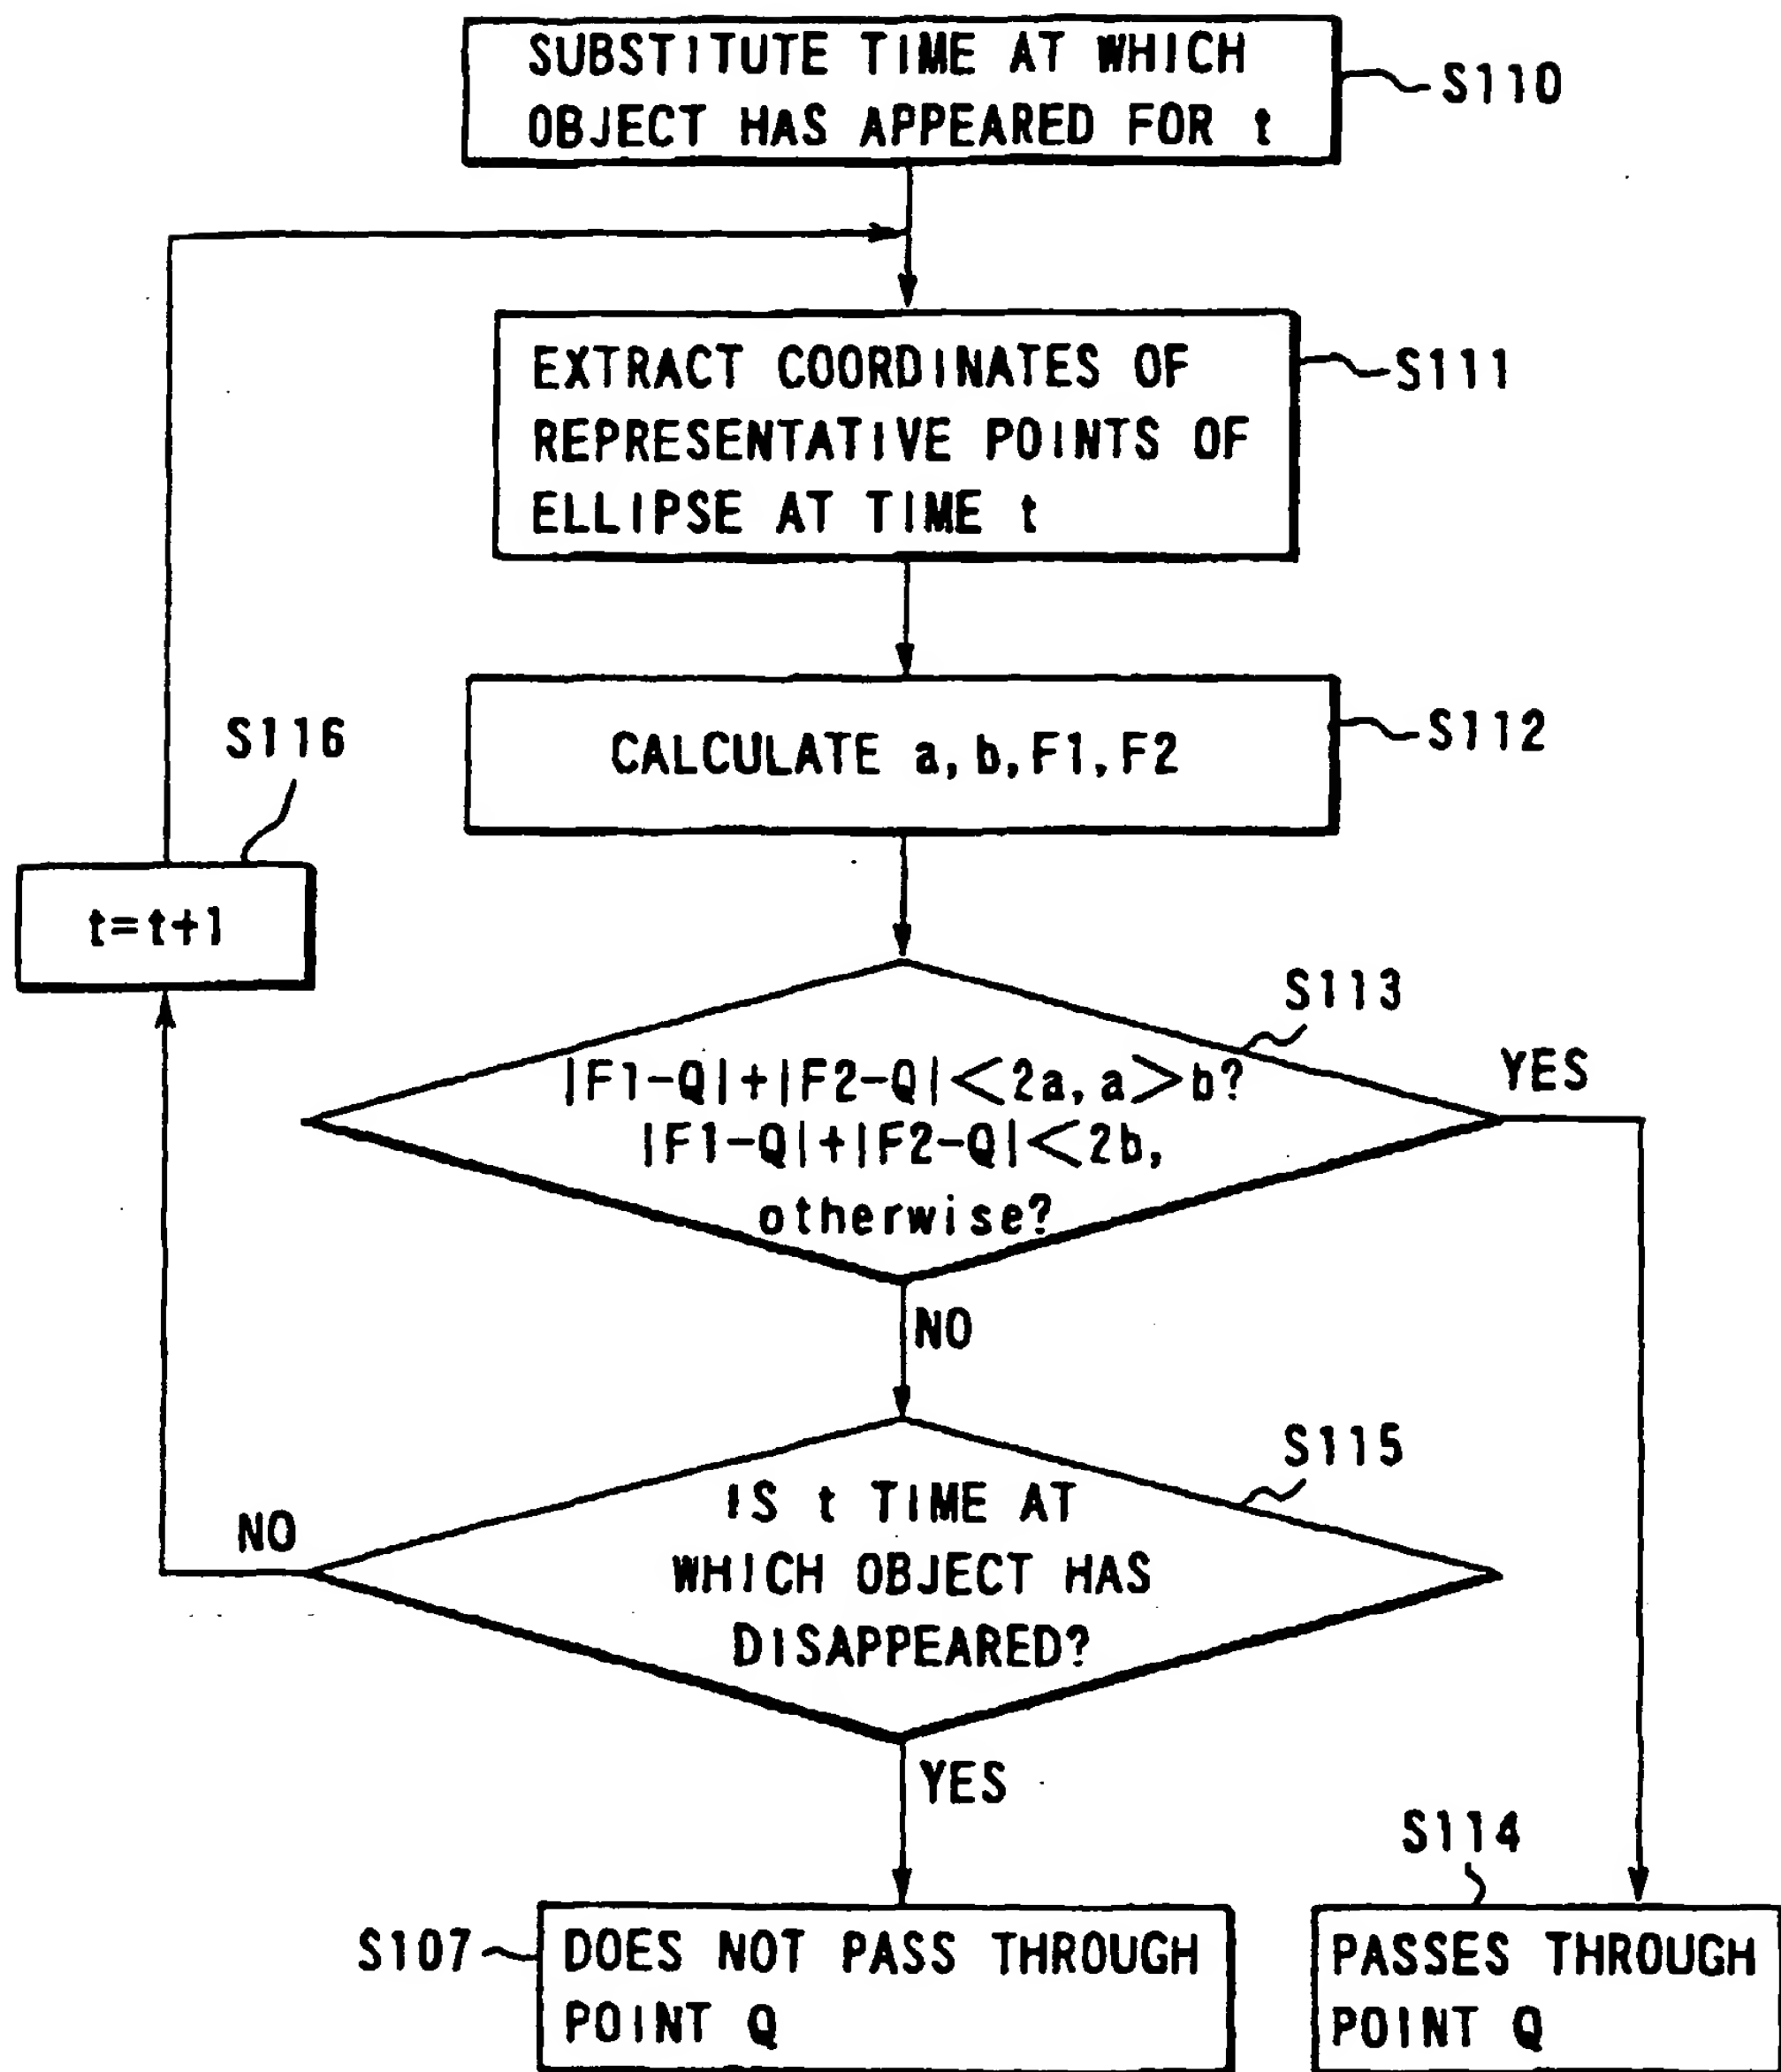 SUBSTITUTE TIME AT WHICH
OBJECT HAS APPEARED FOR t
S110
EXTRACT COORDINATES OF
REPRESENTATIVE POINTS OF
ELLIPSE AT TIME t
S111
CALCULATE a, b, F1, F2
S112
S116
t=t+1
S113
|F1-Q|+|F2-Q|<2a, a>b?
|F1-Q|+|F2-Q|<2b,
otherwise?
YES
NO
S115
IS t TIME AT
WHICH OBJECT HAS
DISAPPEARED?
NO
YES
S107
DOES NOT PASS THROUGH
POINT Q
S114
PASSES THROUGH
POINT Q